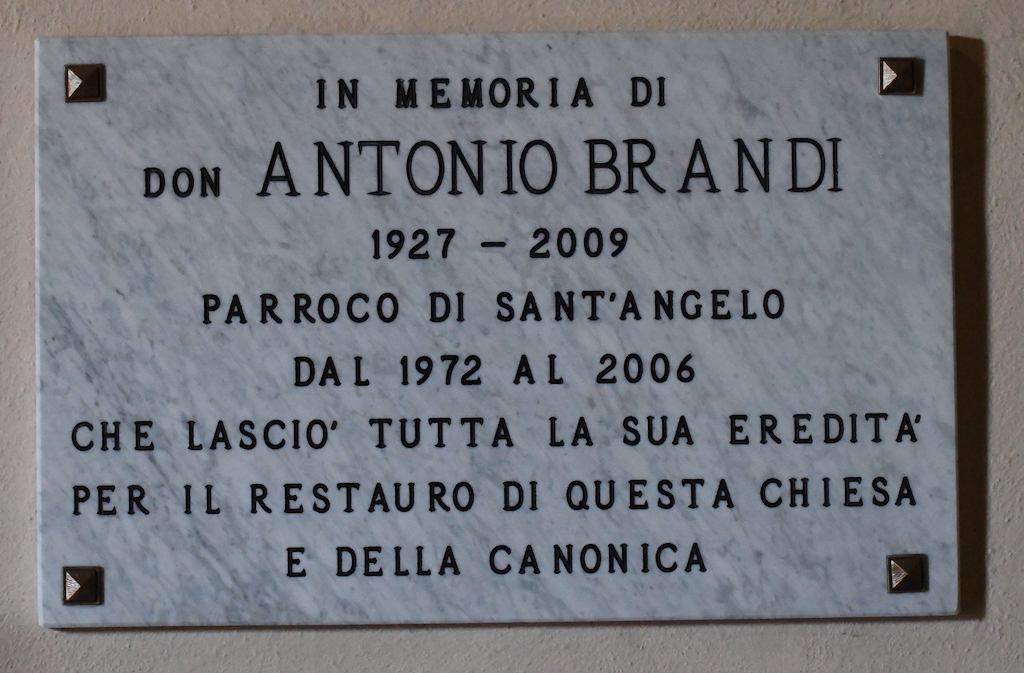 IN MEMORIA DI
DON ANTONIO BRANDI
1927 – 2009
PARROCO DI SANT'ANGELO
DAL 1972 AL 2006
CHE LASCIO' TUTTA LA SUA EREDITA'
PER IL RESTAURO DI QUESTA CHIESA
E DELLA CANONICA